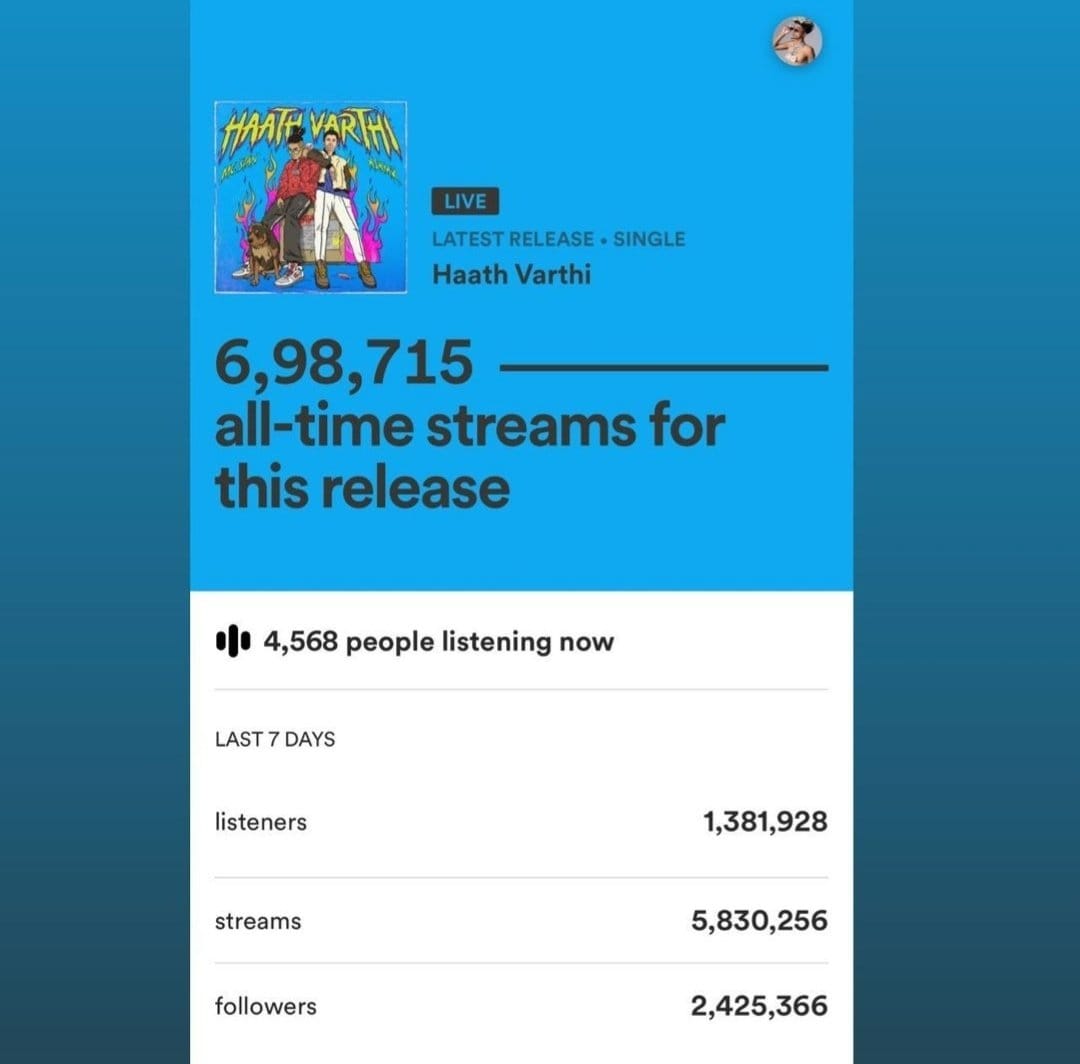 HAATH VARTHI
LIVE
LATEST RELEASE • SINGLE
Haath Varthi
6,98,715
all-time streams for
this release
4,568 people listening now
LAST 7 DAYS
listeners 1,381,928
streams 5,830,256
followers 2,425,366